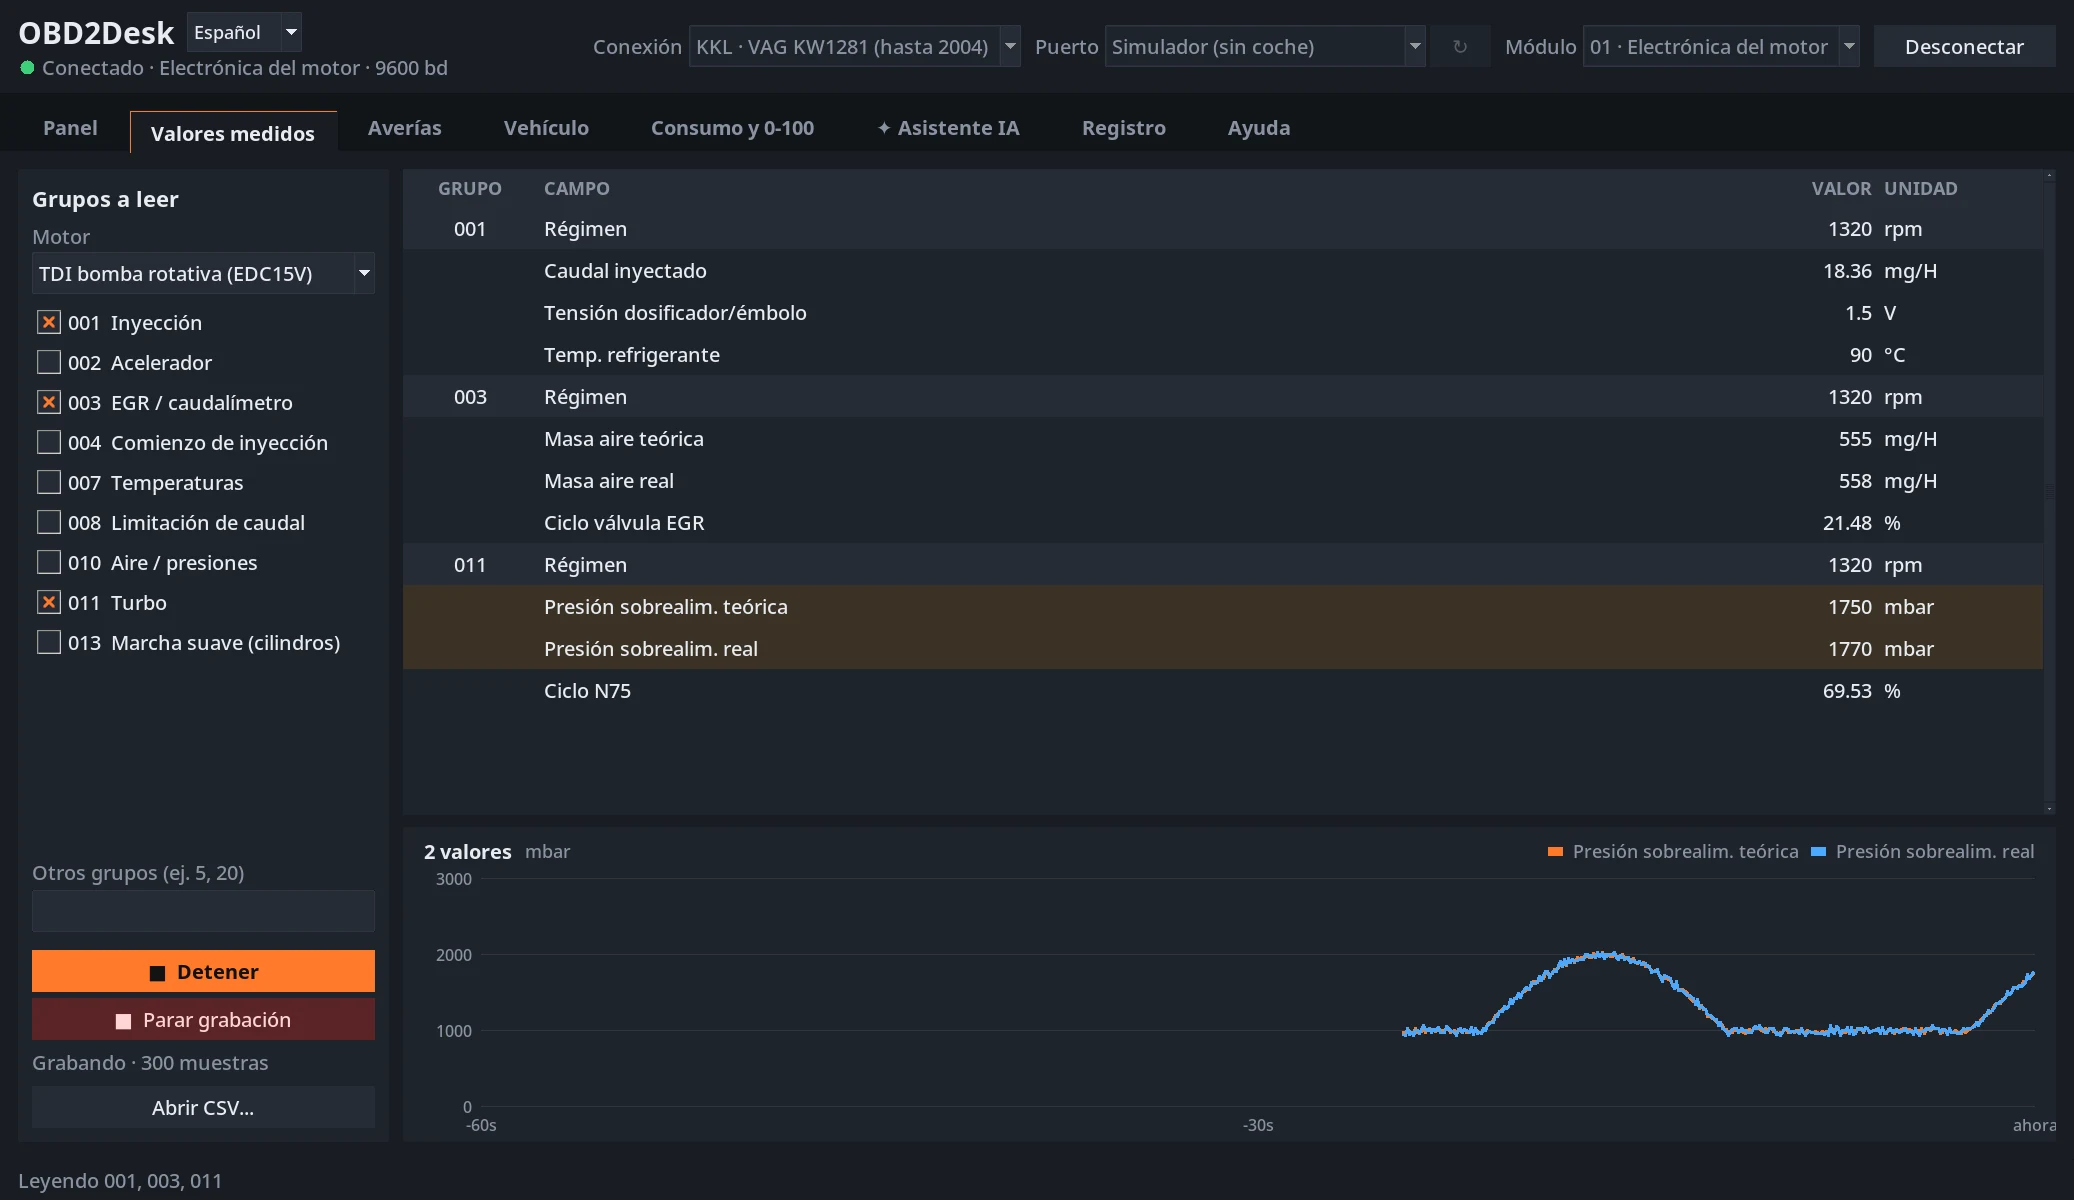 OBD2Desk Español
Conectado · Electrónica del motor · 9600 bd
Conexión KKL · VAG KW1281 (hasta 2004) Puerto Simulador (sin coche) ↻ Módulo 01 · Electrónica del motor Desconectar
Panel Valores medidos Averías Vehículo Consumo y 0-100 ✦ Asistente IA Registro Ayuda
Grupos a leer
Motor
TDI bomba rotativa (EDC15V)
001 Inyección
002 Acelerador
003 EGR / caudalímetro
004 Comienzo de inyección
007 Temperaturas
008 Limitación de caudal
010 Aire / presiones
011 Turbo
013 Marcha suave (cilindros)
Otros grupos (ej. 5, 20)
Detener
Parar grabación
Grabando · 300 muestras
Abrir CSV...
GRUPO CAMPO VALOR UNIDAD
001 Régimen 1320 rpm
Caudal inyectado 18.36 mg/H
Tensión dosificador/émbolo 1.5 V
Temp. refrigerante 90 °C
003 Régimen 1320 rpm
Masa aire teórica 555 mg/H
Masa aire real 558 mg/H
Ciclo válvula EGR 21.48 %
011 Régimen 1320 rpm
Presión sobrealim. teórica 1750 mbar
Presión sobrealim. real 1770 mbar
Ciclo N75 69.53 %
2 valores mbar Presión sobrealim. teórica Presión sobrealim. real
3000
2000
1000
0
-60s -30s ahora
Leyendo 001, 003, 011